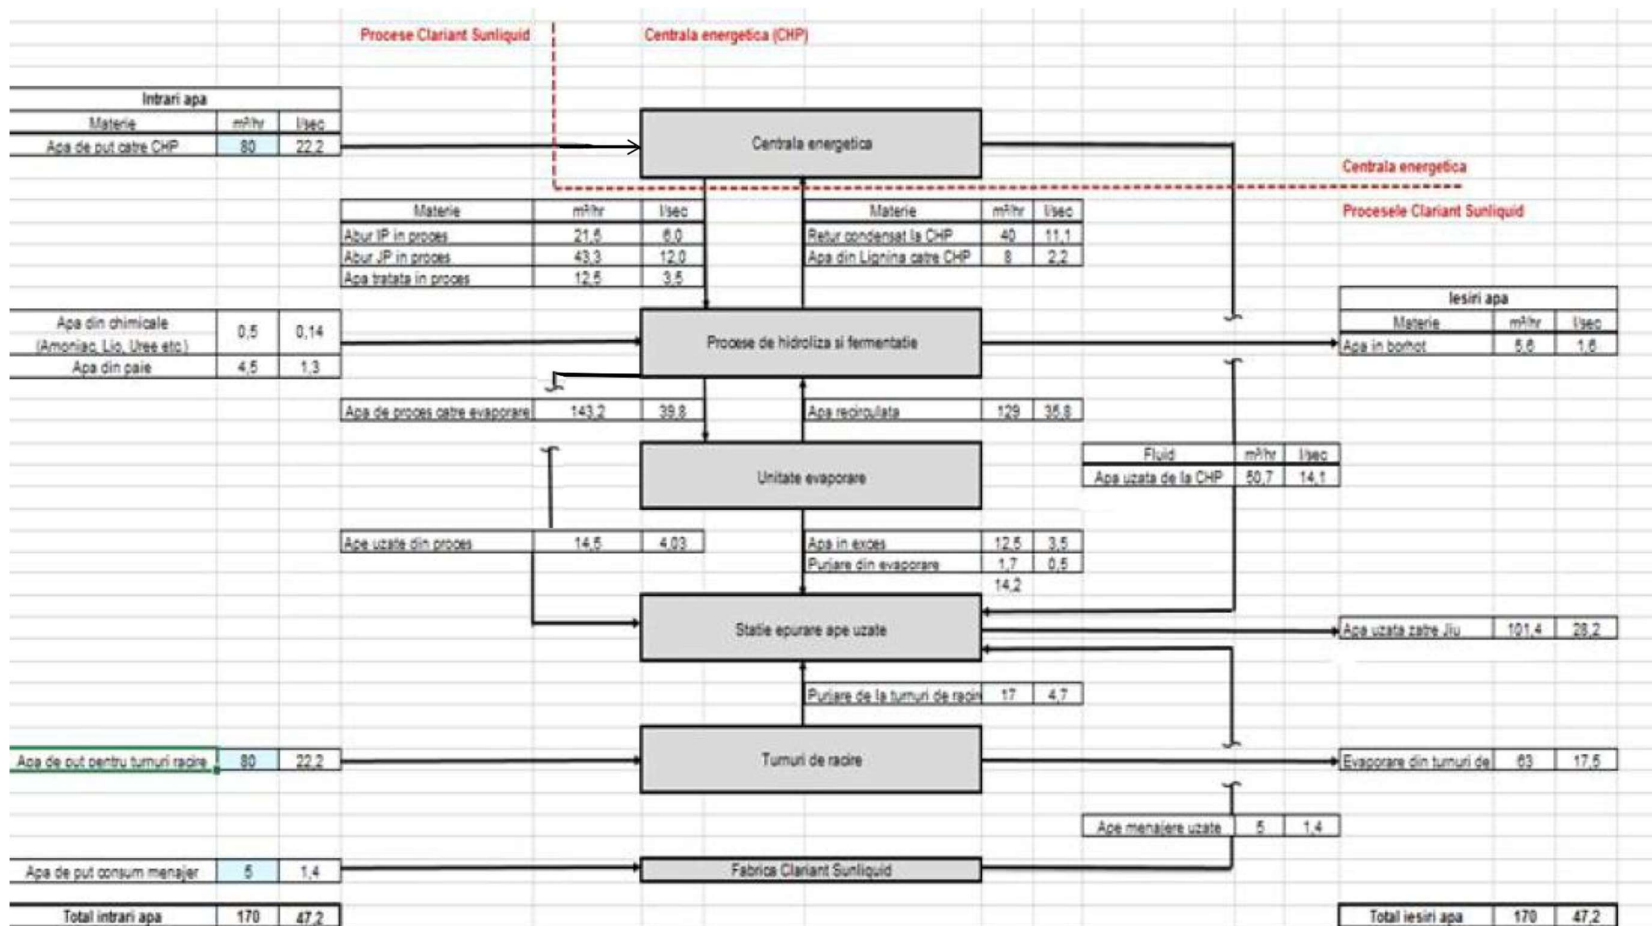 Procese Clariant Sunliquid
Centrala energetica (CHP)
Intrari apa
Materie m³/hr l/sec
Apa de put catre CHP 80 22,2
Centrala energetica
Centrala energetica
Procesele Clariant Sunliquid
Materie m³/hr l/sec
Abur IP in proces 21,6 6,0
Abur JP in proces 43,3 12,0
Apa tratata in proces 12,5 3,5
Materie m³/hr l/sec
Retur condensat la CHP 40 11,1
Apa din Lignina catre CHP 8 2,2
Apa din chimicale
(Amoniac, Lio, Uree etc.) 0,5 0,14
Apa din paie 4,5 1,3
Procese de hidroliza si fermentatie
Iesiri apa
Materie m³/hr l/sec
Apa in borhot 5,6 1,6
Apa de proces catre evaporare 143,2 39,8
Apa recirculata 129 35,8
Unitate evaporare
Fluid m³/hr l/sec
Apa uzata de la CHP 50,7 14,1
Ape uzate din proces 14,5 4,03
Apa in exces 12,5 3,5
Purjare din evaporare 1,7 0,5
14,2
Statie epurare ape uzate
Apa uzata zatre Jiu 101,4 28,2
Purjare de la turnuri de racir 17 4,7
Apa de put pentru turnuri racire 80 22,2
Turnuri de racire
Evaporare din turnuri de 63 17,5
Ape menajere uzate 5 1,4
Apa de put consum menajer 5 1,4
Fabrica Clariant Sunliquid
Total intrari apa 170 47,2
Total iesiri apa 170 47,2